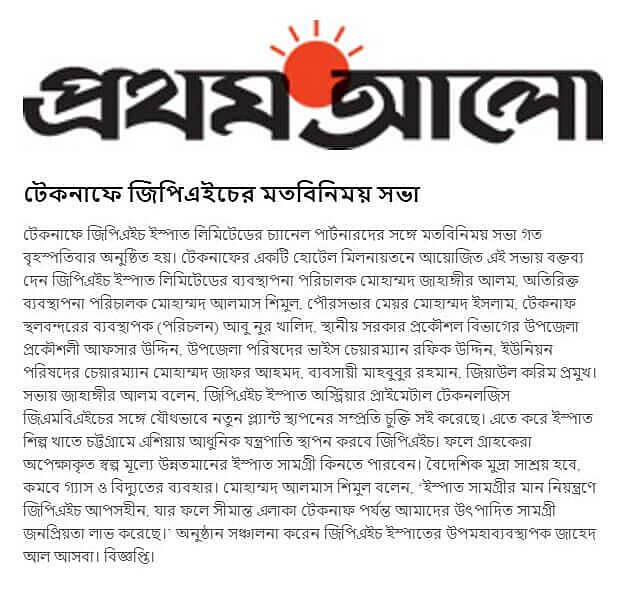 প্রথম আলো
টেকনাফে জিপিএইচের মতবিনিময় সভা
টেকনাফে জিপিএইচ ইস্পাত লিমিটেডের চ্যানেল পার্টনারদের সঙ্গে মতবিনিময় সভা গত
বৃহস্পতিবার অনুষ্ঠিত হয়। টেকনাফের একটি হোটেল মিলনায়তনে আয়োজিত এই সভায় বক্তব্য
দেন জিপিএইচ ইস্পাত লিমিটেডের ব্যবস্থাপনা পরিচালক মোহাম্মদ জাহাঙ্গীর আলম, অতিরিক্ত
ব্যবস্থাপনা পরিচালক মোহাম্মদ আলমাস শিমুল, পৌরসভার মেয়র মোহাম্মদ ইসলাম, টেকনাফ
স্থলবন্দরের ব্যবস্থাপক (পরিচলন) আবু নুর খালিদ, স্থানীয় সরকার প্রকৌশল বিভাগের উপজেলা
প্রকৌশলী আফসার উদ্দিন, উপজেলা পরিষদের ভাইস চেয়ারম্যান রফিক উদ্দিন, ইউনিয়ন
পরিষদের চেয়ারম্যান মোহাম্মদ জাফর আহমদ, ব্যবসায়ী মাহবুবুর রহমান, জিয়াউল করিম প্রমুখ।
সভায় জাহাঙ্গীর আলম বলেন, জিপিএইচ ইস্পাত অস্ট্রিয়ার প্রাইমেটাল টেকনলজিস
জিএমবিএইচের সঙ্গে যৌথভাবে নতুন প্ল্যান্ট স্থাপনের সম্প্রতি চুক্তি সই করেছে। এতে করে ইস্পাত
শিল্প খাতে চট্টগ্রামে এশিয়ায় আধুনিক যন্ত্রপাতি স্থাপন করবে জিপিএইচ। ফলে গ্রাহকেরা
অপেক্ষাকৃত স্বল্প মূল্যে উন্নতমানের ইস্পাত সামগ্রী কিনতে পারবেন। বৈদেশিক মুদ্রা সাশ্রয় হবে,
কমবে গ্যাস ও বিদ্যুতের ব্যবহার। মোহাম্মদ আলমাস শিমুল বলেন, ‘ইস্পাত সামগ্রীর মান নিয়ন্ত্রণে
জিপিএইচ আপসহীন, যার ফলে সীমান্ত এলাকা টেকনাফ পর্যন্ত আমাদের উৎপাদিত সামগ্রী
জনপ্রিয়তা লাভ করেছে।’ অনুষ্ঠান সঞ্চালনা করেন জিপিএইচ ইস্পাতের উপমহাব্যবস্থাপক জাহেদ
আল আসবা। বিজ্ঞপ্তি।